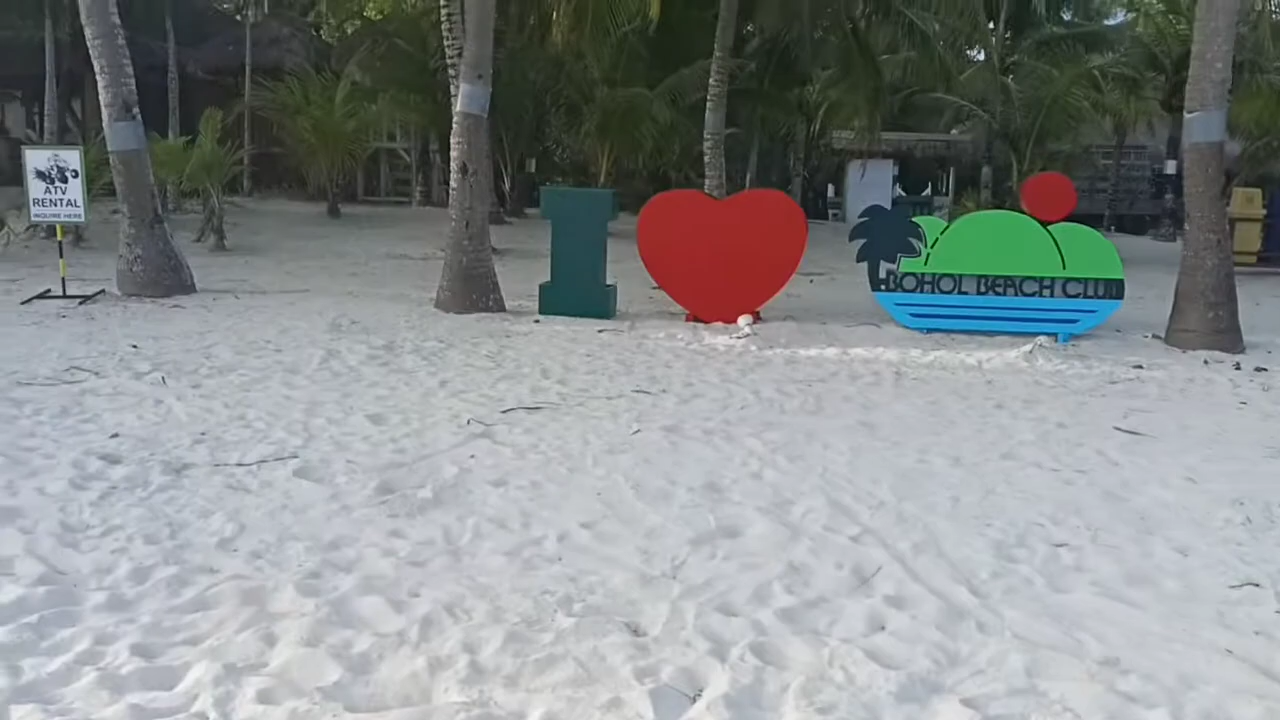 ATV
RENTAL
INQUIRE HERE
I
BOHOL BEACH CLUB